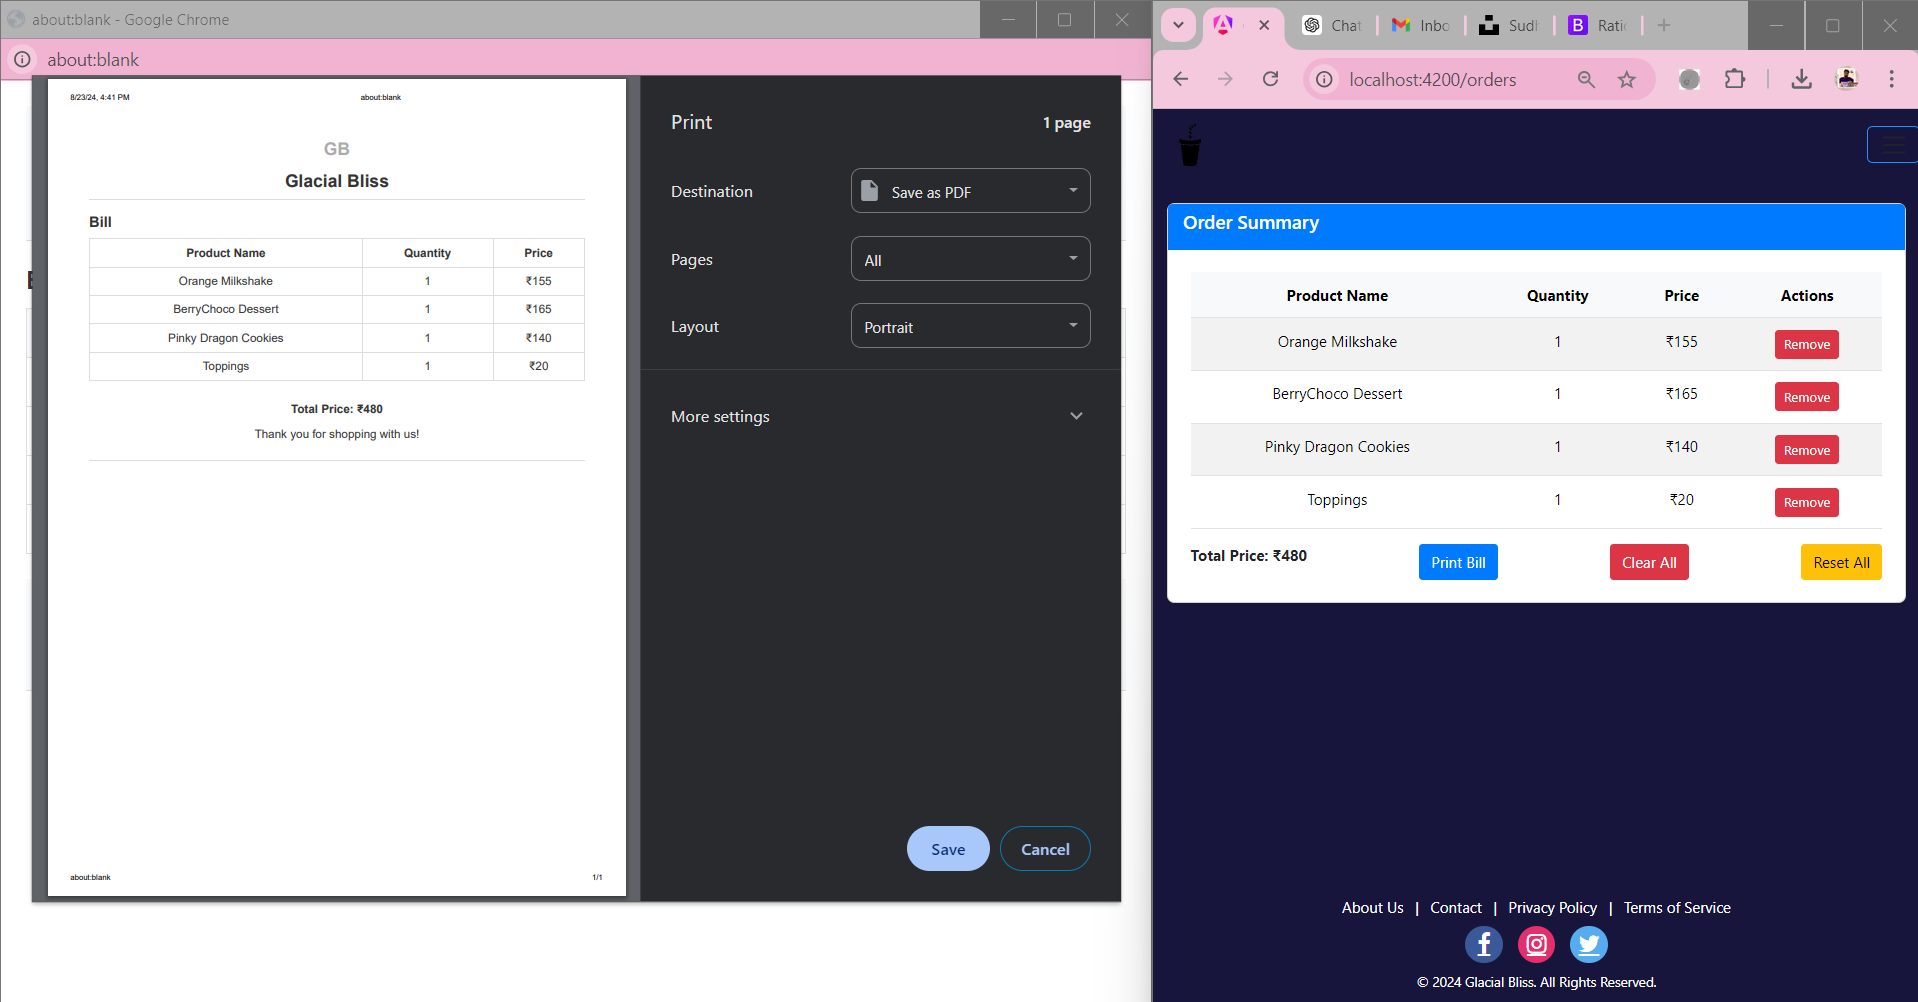 about:blank - Google Chrome
about:blank
8/23/24, 4:41 PM about:blank
GB
Glacial Bliss
Bill
Product Name Quantity Price
Orange Milkshake 1 ₹155
BerryChoco Dessert 1 ₹165
Pinky Dragon Cookies 1 ₹140
Toppings 1 ₹20
Total Price: ₹480
Thank you for shopping with us!
about:blank 1/1
Print 1 page
Destination Save as PDF
Pages All
Layout Portrait
More settings
Save Cancel
Chat Inbo Sudh Ratio
localhost:4200/orders
Order Summary
Product Name Quantity Price Actions
Orange Milkshake 1 ₹155 Remove
BerryChoco Dessert 1 ₹165 Remove
Pinky Dragon Cookies 1 ₹140 Remove
Toppings 1 ₹20 Remove
Total Price: ₹480 Print Bill Clear All Reset All
About Us | Contact | Privacy Policy | Terms of Service
© 2024 Glacial Bliss. All Rights Reserved.